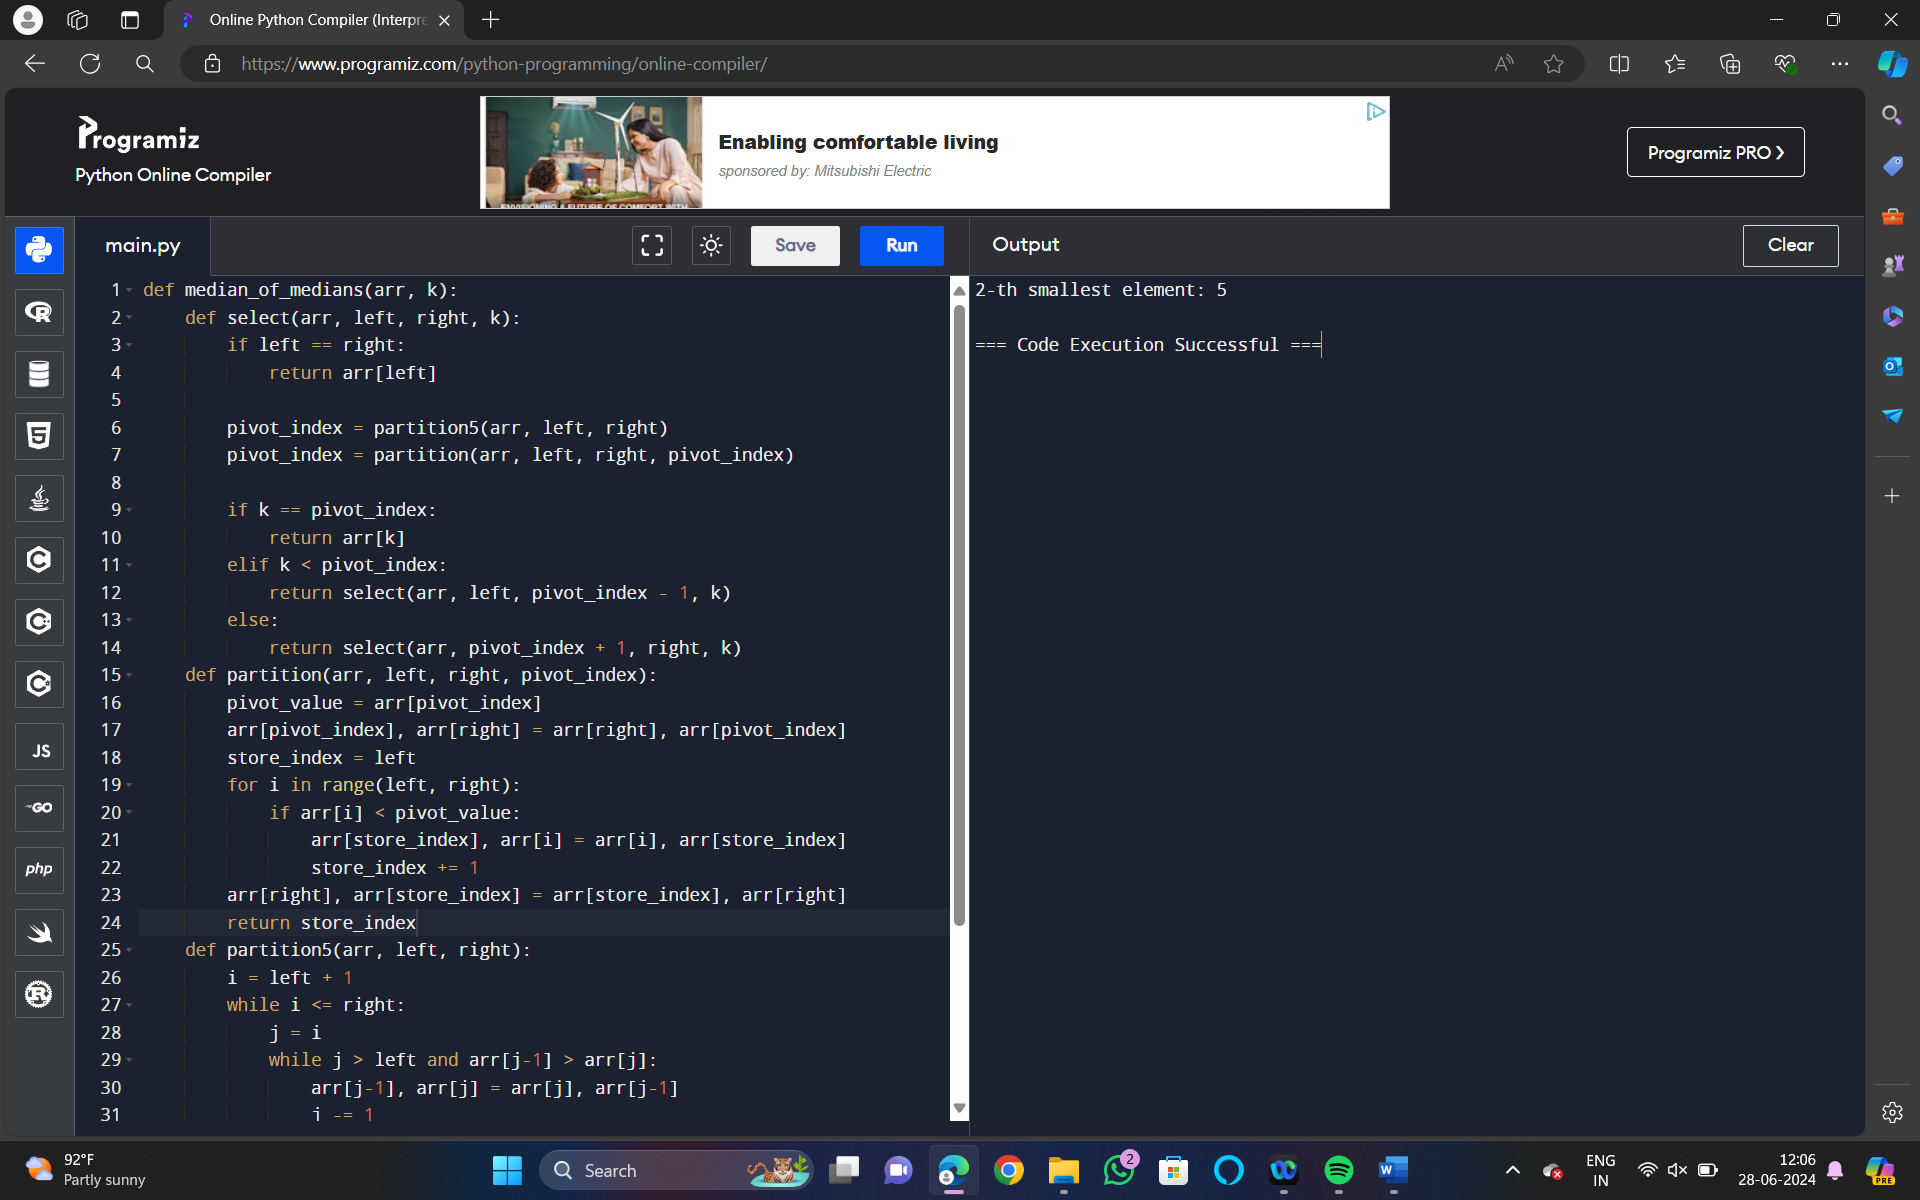 Online Python Compiler (Interpre
https://www.programiz.com/python-programming/online-compiler/
Programiz
Python Online Compiler
Enabling comfortable living
sponsored by: Mitsubishi Electric
ENVISIONING A FUTURE OF COMFORT WITH
Programiz PRO ❯
main.py
Save
Run
Output
Clear
1 def median_of_medians(arr, k):
2 def select(arr, left, right, k):
3 if left == right:
4 return arr[left]
5
6 pivot_index = partition5(arr, left, right)
7 pivot_index = partition(arr, left, right, pivot_index)
8
9 if k == pivot_index:
10 return arr[k]
11 elif k < pivot_index:
12 return select(arr, left, pivot_index - 1, k)
13 else:
14 return select(arr, pivot_index + 1, right, k)
15 def partition(arr, left, right, pivot_index):
16 pivot_value = arr[pivot_index]
17 arr[pivot_index], arr[right] = arr[right], arr[pivot_index]
18 store_index = left
19 for i in range(left, right):
20 if arr[i] < pivot_value:
21 arr[store_index], arr[i] = arr[i], arr[store_index]
22 store_index += 1
23 arr[right], arr[store_index] = arr[store_index], arr[right]
24 return store_index
25 def partition5(arr, left, right):
26 i = left + 1
27 while i <= right:
28 j = i
29 while j > left and arr[j-1] > arr[j]:
30 arr[j-1], arr[j] = arr[j], arr[j-1]
31 j -= 1
2-th smallest element: 5
=== Code Execution Successful ===
JS
GO
php
92°F
Partly sunny
Search
2
ENG
IN
12:06
28-06-2024
PRE